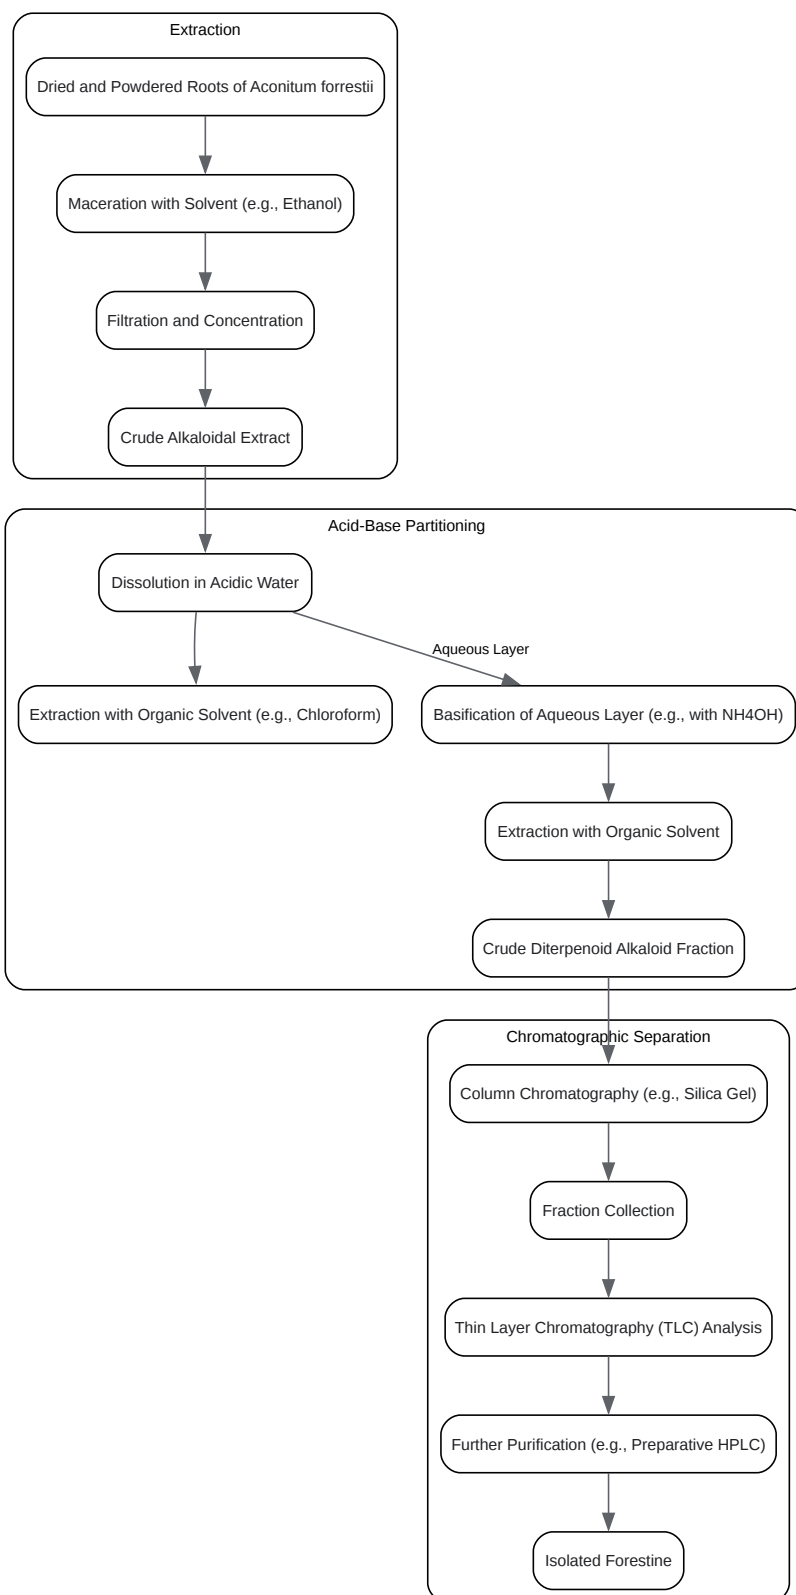 Extraction
Dried and Powdered Roots of Aconitum forrestii
Maceration with Solvent (e.g., Ethanol)
Filtration and Concentration
Crude Alkaloidal Extract
Acid-Base Partitioning
Dissolution in Acidic Water
Aqueous Layer
Extraction with Organic Solvent (e.g., Chloroform)
Basification of Aqueous Layer (e.g., with NH4OH)
Extraction with Organic Solvent
Crude Diterpenoid Alkaloid Fraction
Chromatographic Separation
Column Chromatography (e.g., Silica Gel)
Fraction Collection
Thin Layer Chromatography (TLC) Analysis
Further Purification (e.g., Preparative HPLC)
Isolated Forestine